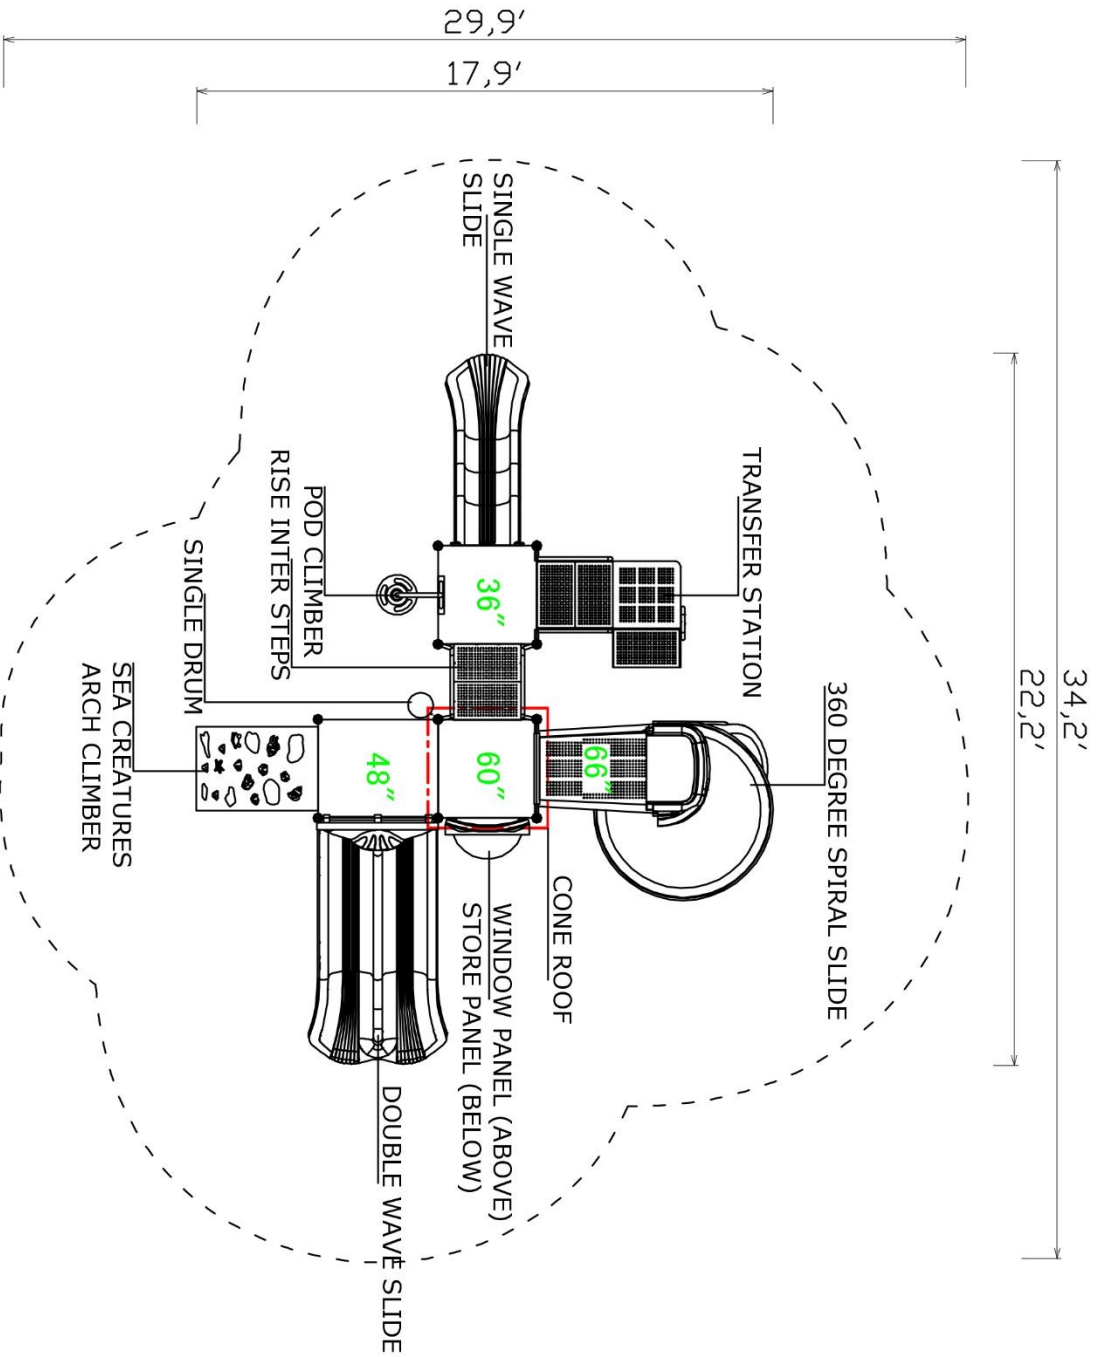 29,9′
17,9′
34,2′
22,2′
SINGLE WAVE
SLIDE
TRANSFER STATION
360 DEGREE SPIRAL SLIDE
POD CLIMBER
RISE INTER STEPS
SINGLE DRUM
SEA CREATURES
ARCH CLIMBER
36″
60″
66″
48″
CONE ROOF
WINDOW PANEL (ABOVE)
STORE PANEL (BELOW)
DOUBLE WAVE SLIDE